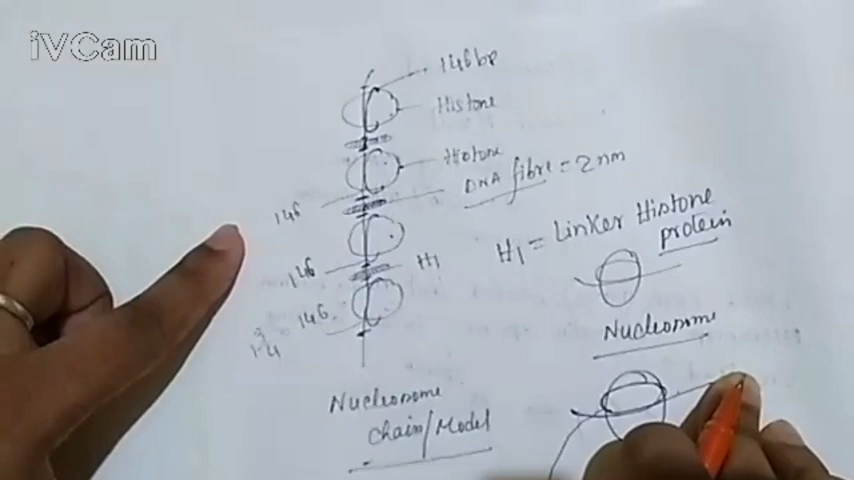 iVCam
146bp
Histone
Histone
DNA fibre = 2nm
146
H1 = Linker Histone
protein
146
H1
146
Nucleosome
Nucleosome
chain/Model